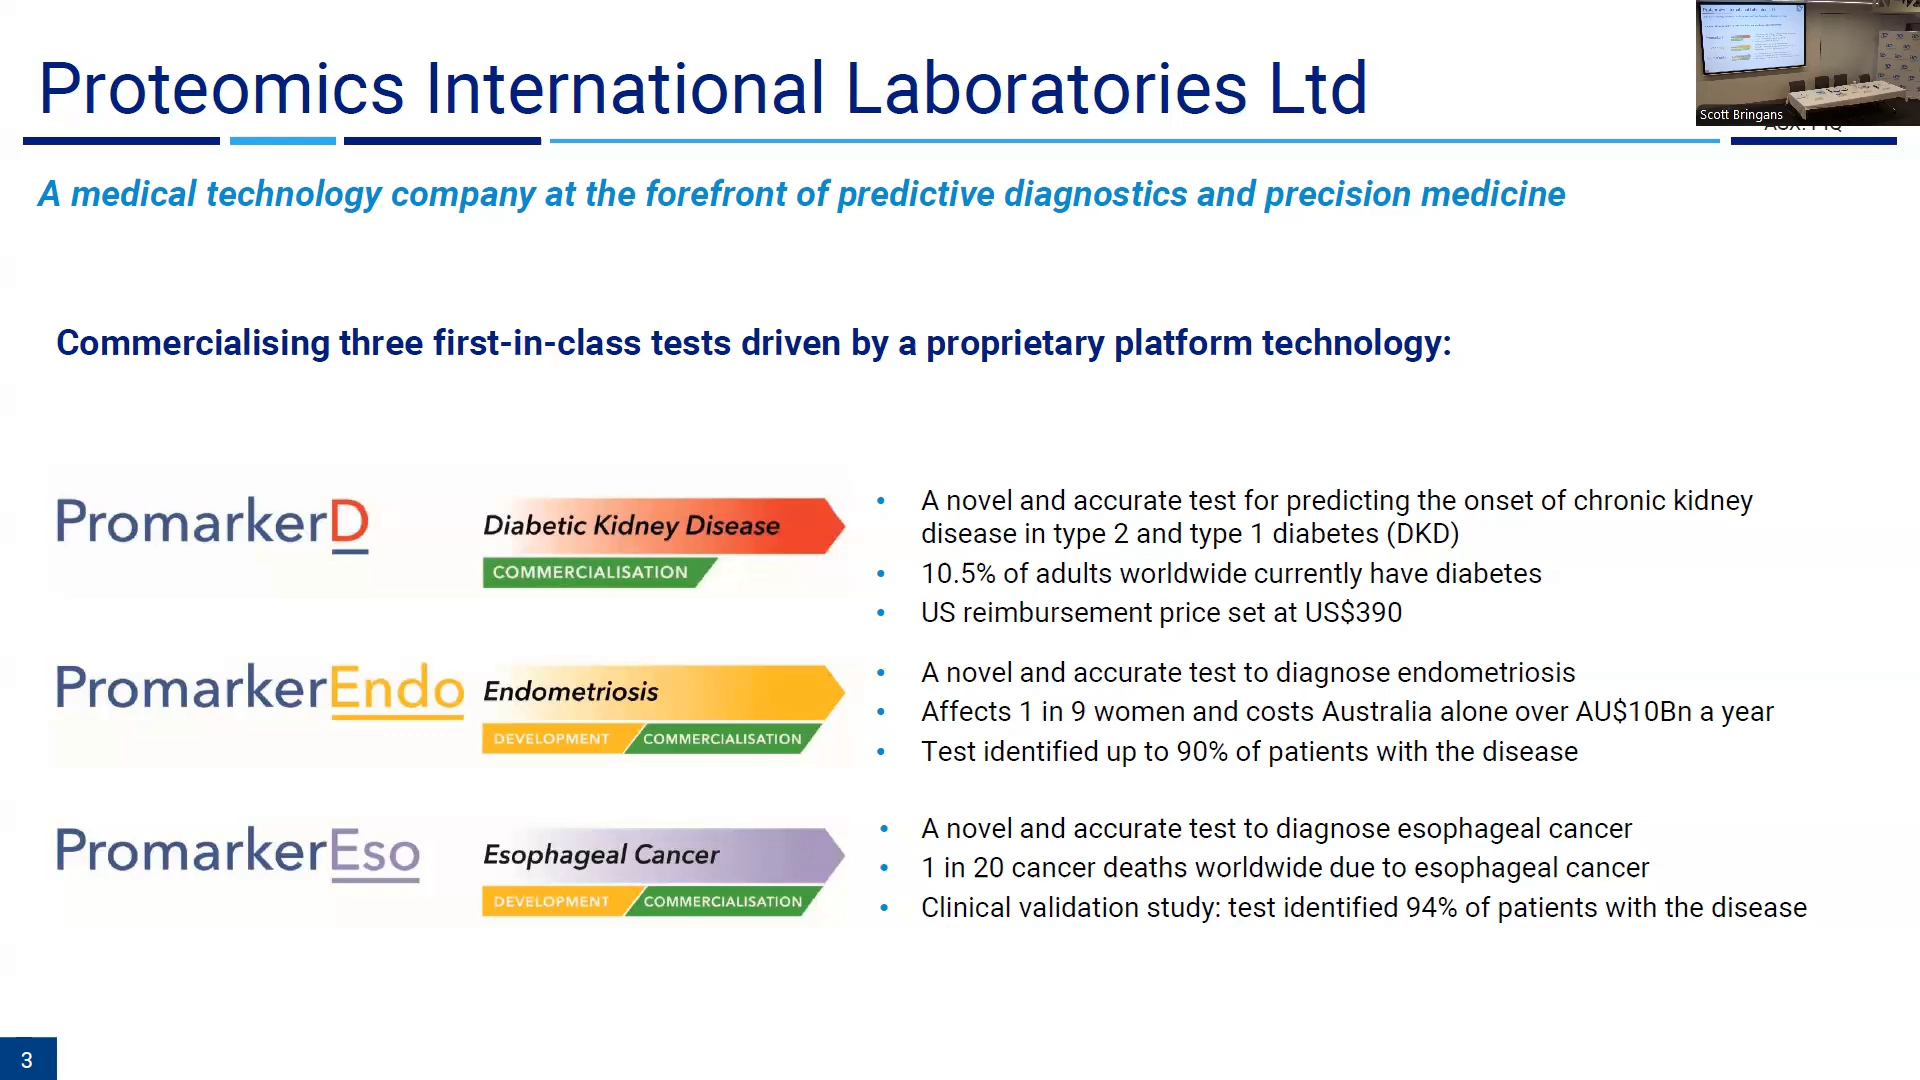 Proteomics International Laboratories Ltd
Scott Bringans
A medical technology company at the forefront of predictive diagnostics and precision medicine
Commercialising three first-in-class tests driven by a proprietary platform technology:
PromarkerD
Diabetic Kidney Disease
COMMERCIALISATION
• A novel and accurate test for predicting the onset of chronic kidney
disease in type 2 and type 1 diabetes (DKD)
• 10.5% of adults worldwide currently have diabetes
• US reimbursement price set at US$390
PromarkerEndo
Endometriosis
DEVELOPMENT COMMERCIALISATION
• A novel and accurate test to diagnose endometriosis
• Affects 1 in 9 women and costs Australia alone over AU$10Bn a year
• Test identified up to 90% of patients with the disease
PromarkerEso
Esophageal Cancer
DEVELOPMENT COMMERCIALISATION
• A novel and accurate test to diagnose esophageal cancer
• 1 in 20 cancer deaths worldwide due to esophageal cancer
• Clinical validation study: test identified 94% of patients with the disease
3